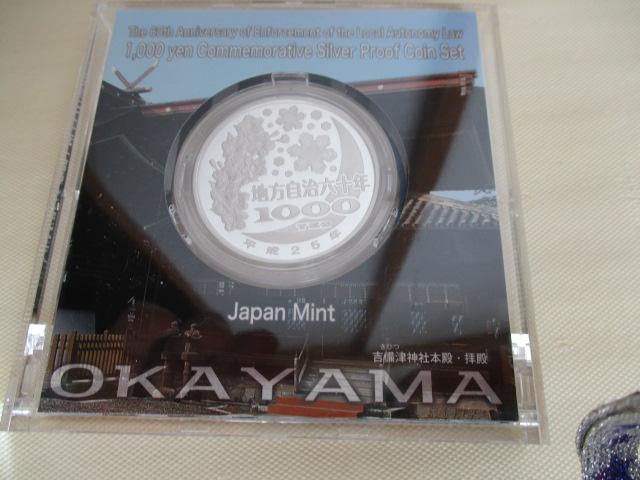 The 60th Anniversary of Enforcement of the Local Autonomy Law
1,000 yen Commemorative Silver Proof Coin Set
地方自治六十年
1000
平成25年
Japan Mint
きびつ
吉備津神社本殿・拝殿
OKAYAMA